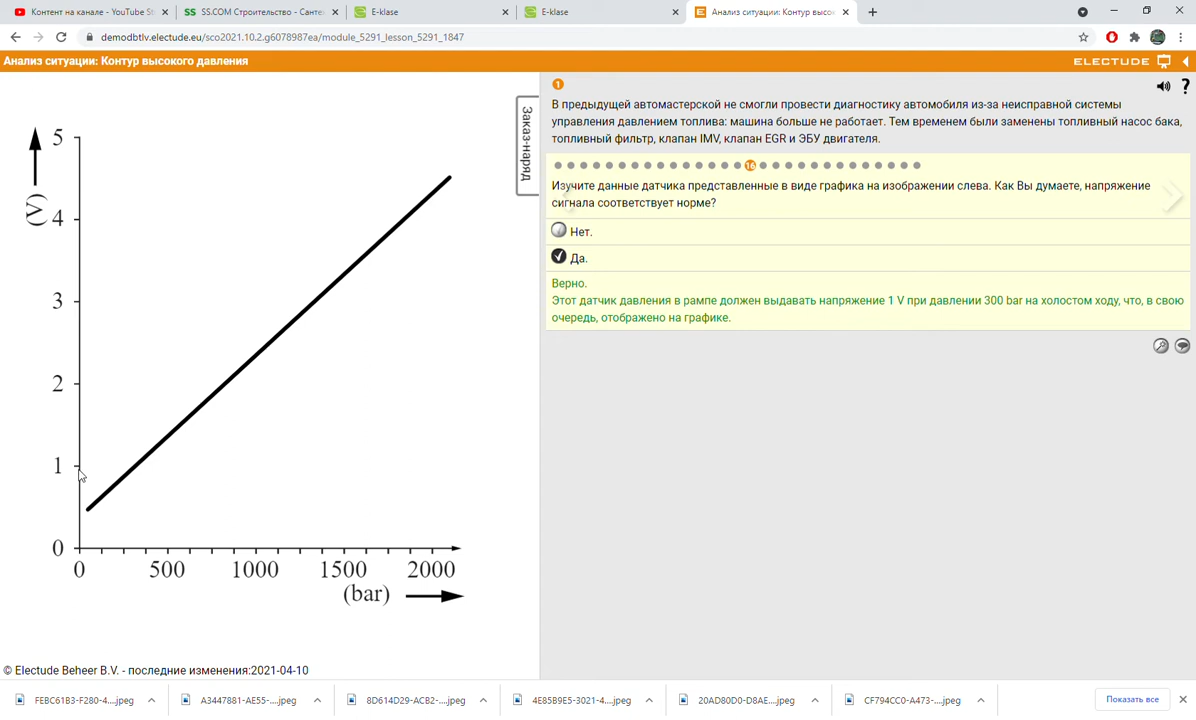 Контент на канале - YouTube St
SS SS.COM Строительство - Санте
E-klase
E-klase
Анализ ситуации: Контур высок
demodbtlv.electude.eu/sco2021.10.2.g6078987ea/module_5291_lesson_5291_1847
Анализ ситуации: Контур высокого давления
ELECTUDE
5
(V)
4
3
2
1
0
0 500 1000 1500 2000
(bar)
Заказ-наряд
1
?
В предыдущей автомастерской не смогли провести диагностику автомобиля из-за неисправной системы
управления давлением топлива: машина больше не работает. Тем временем были заменены топливный насос бака,
топливный фильтр, клапан IMV, клапан EGR и ЭБУ двигателя.
16
Изучите данные датчика представленные в виде графика на изображении слева. Как Вы думаете, напряжение
сигнала соответствует норме?
Нет.
Да.
Верно.
Этот датчик давления в рампе должен выдавать напряжение 1 V при давлении 300 bar на холостом ходу, что, в свою
очередь, отображено на графике.
© Electude Beheer B.V. - последние изменения:2021-04-10
FEBC61B3-F280-4....jpeg
A3447881-AE55-....jpeg
8D614D29-ACB2-....jpeg
4E85B9E5-3021-4....jpeg
20AD80D0-D8AE....jpeg
CF794CC0-A473-....jpeg
Показать все